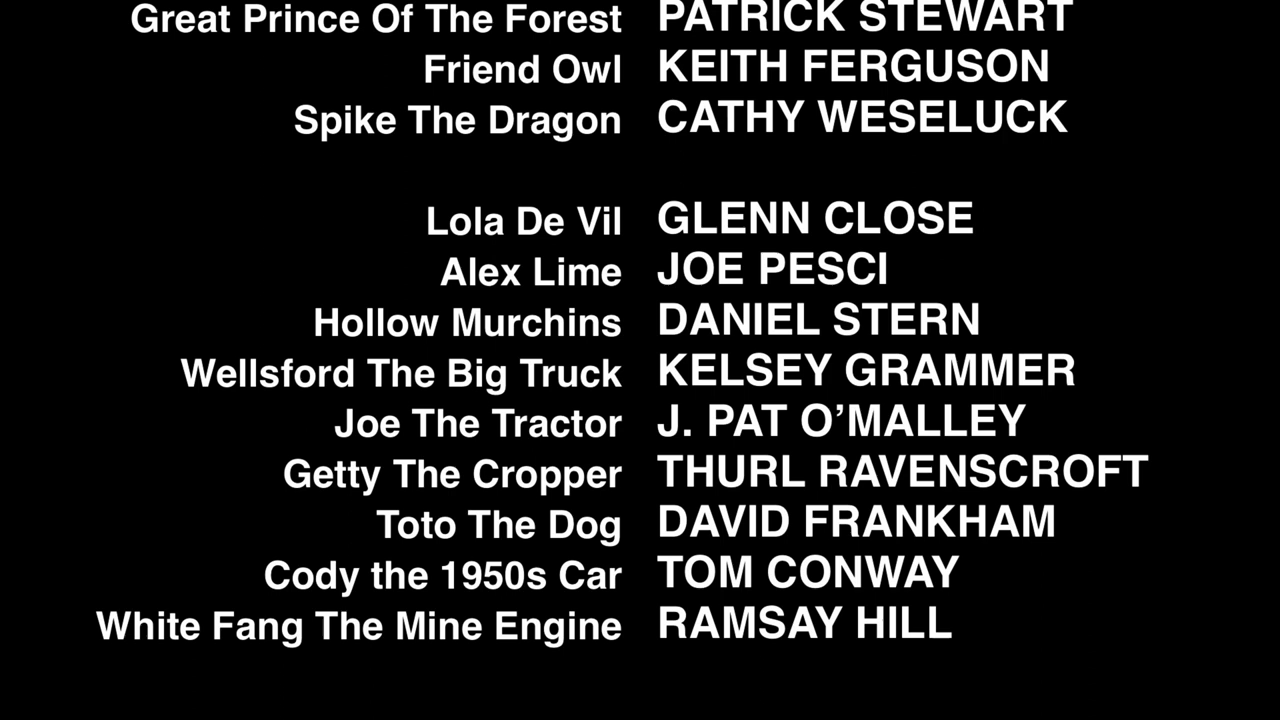 Great Prince Of The Forest PATRICK STEWART
Friend Owl KEITH FERGUSON
Spike The Dragon CATHY WESELUCK
Lola De Vil GLENN CLOSE
Alex Lime JOE PESCI
Hollow Murchins DANIEL STERN
Wellsford The Big Truck KELSEY GRAMMER
Joe The Tractor J. PAT O’MALLEY
Getty The Cropper THURL RAVENSCROFT
Toto The Dog DAVID FRANKHAM
Cody the 1950s Car TOM CONWAY
White Fang The Mine Engine RAMSAY HILL